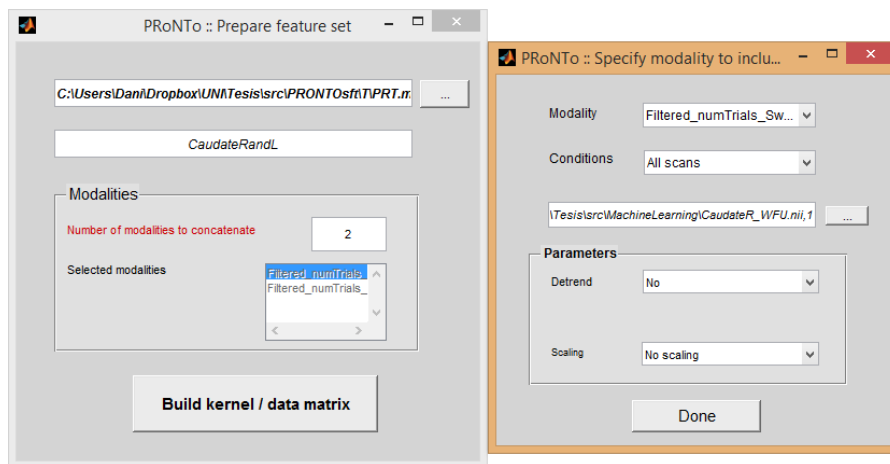 PRoNTo :: Prepare feature set
C:\Users\Dani\Dropbox\UNI\Tesis\src\PRONTOsft\T\PRT.m
...
CaudateRandL
Modalities
Number of modalities to concatenate
2
Selected modalities
Filtered_numTrials
Filtered_numTrials_
Build kernel / data matrix
PRoNTo :: Specify modality to inclu...
Modality
Filtered_numTrials_Sw...
Conditions
All scans
\Tesis\src\MachineLearning\CaudateR_WFU.nii,1
...
Parameters
Detrend
No
Scaling
No scaling
Done